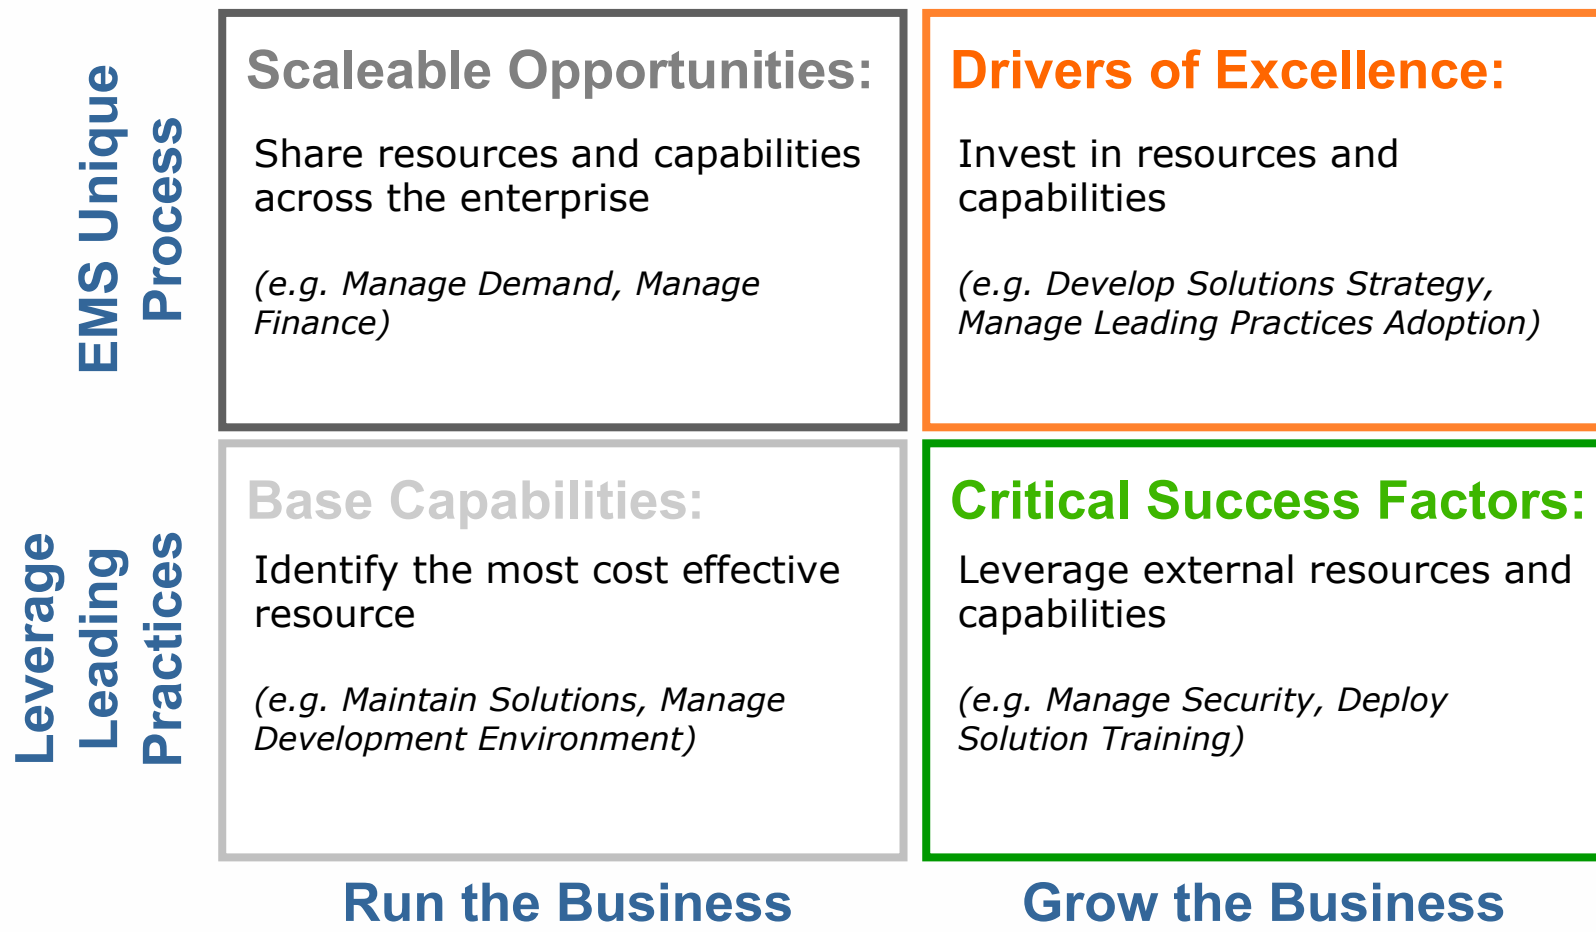 EMS Unique
Process
Scaleable Opportunities:
Share resources and capabilities
across the enterprise
(e.g. Manage Demand, Manage
Finance)
Drivers of Excellence:
Invest in resources and
capabilities
(e.g. Develop Solutions Strategy,
Manage Leading Practices Adoption)
Leverage
Leading
Practices
Base Capabilities:
Identify the most cost effective
resource
(e.g. Maintain Solutions, Manage
Development Environment)
Critical Success Factors:
Leverage external resources and
capabilities
(e.g. Manage Security, Deploy
Solution Training)
Run the Business
Grow the Business